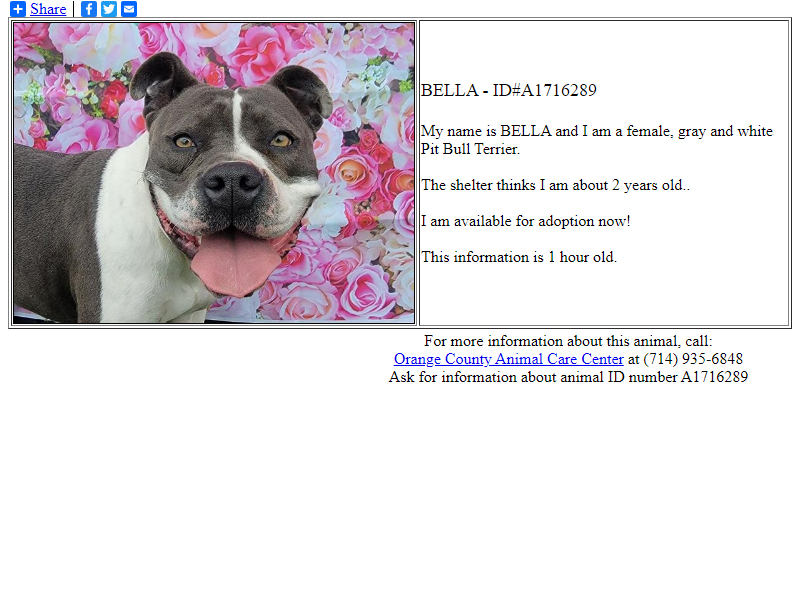 Share |
BELLA - ID#A1716289
My name is BELLA and I am a female, gray and white
Pit Bull Terrier.
The shelter thinks I am about 2 years old..
I am available for adoption now!
This information is 1 hour old.
For more information about this animal, call:
Orange County Animal Care Center at (714) 935-6848
Ask for information about animal ID number A1716289